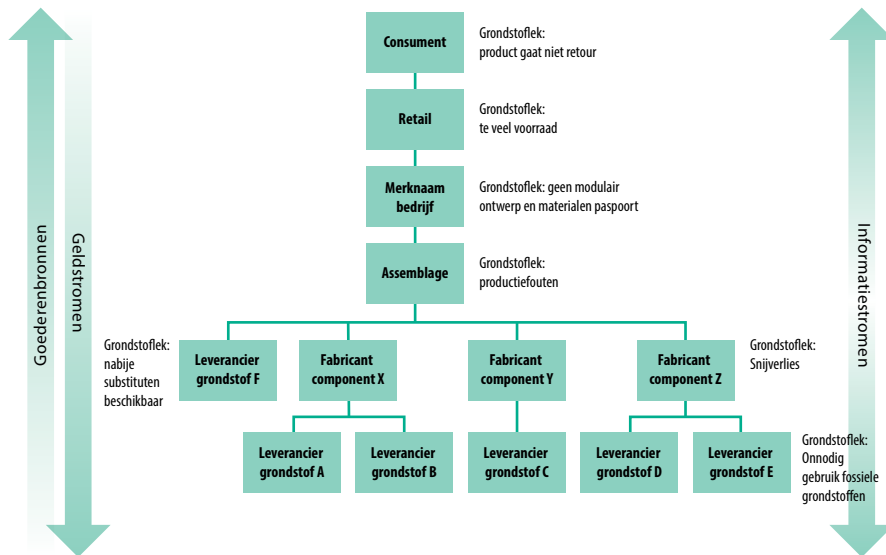 Consument
Grondstoflek:
product gaat niet retour
Retail
Grondstoflek:
te veel voorraad
Merknaam
bedrijf
Grondstoflek: geen modulair
ontwerp en materialen paspoort
Assemblage
Grondstoflek:
productiefouten
Goederenbronnen
Geldstromen
Informatiestromen
Grondstoflek:
nabije
substituten
beschikbaar
Leverancier
grondstof F
Fabricant
component X
Fabricant
component Y
Fabricant
component Z
Grondstoflek:
Snijverlies
Leverancier
grondstof A
Leverancier
grondstof B
Leverancier
grondstof C
Leverancier
grondstof D
Leverancier
grondstof E
Grondstoflek:
Onnodig
gebruik fossiele
grondstoffen